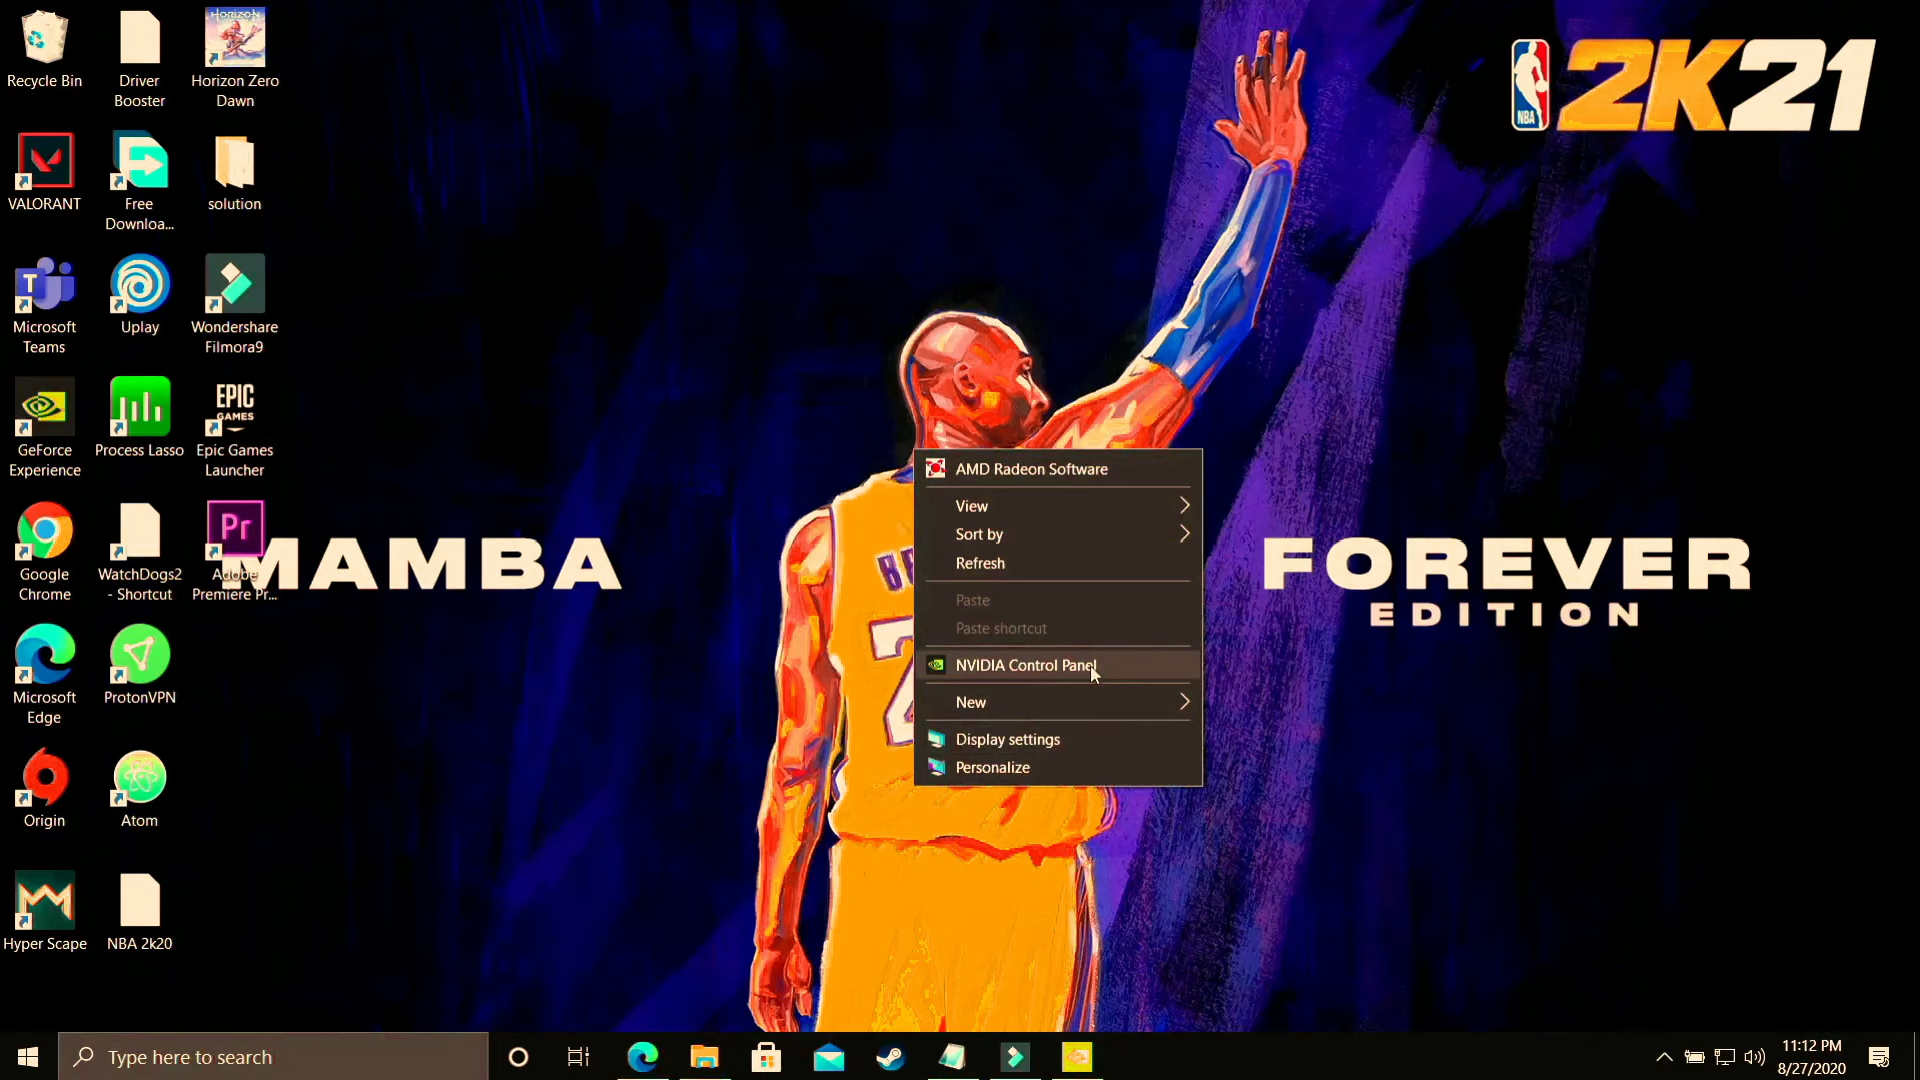 Recycle Bin
Driver
Booster
HORIZON
Horizon Zero
Dawn
NBA
2K21
VALORANT
Free
Downloa...
solution
T
Microsoft
Teams
Uplay
Wondershare
Filmora9
GeForce
Experience
Process Lasso
EPIC
GAMES
Epic Games
Launcher
Google
Chrome
WatchDogs2
- Shortcut
Pr
Adobe
Premiere Pr...
MAMBA
FOREVER
EDITION
Microsoft
Edge
ProtonVPN
Origin
Atom
Hyper Scape
NBA 2k20
AMD Radeon Software
View
Sort by
Refresh
Paste
Paste shortcut
NVIDIA Control Panel
New
Display settings
Personalize
Type here to search
11:12 PM
8/27/2020